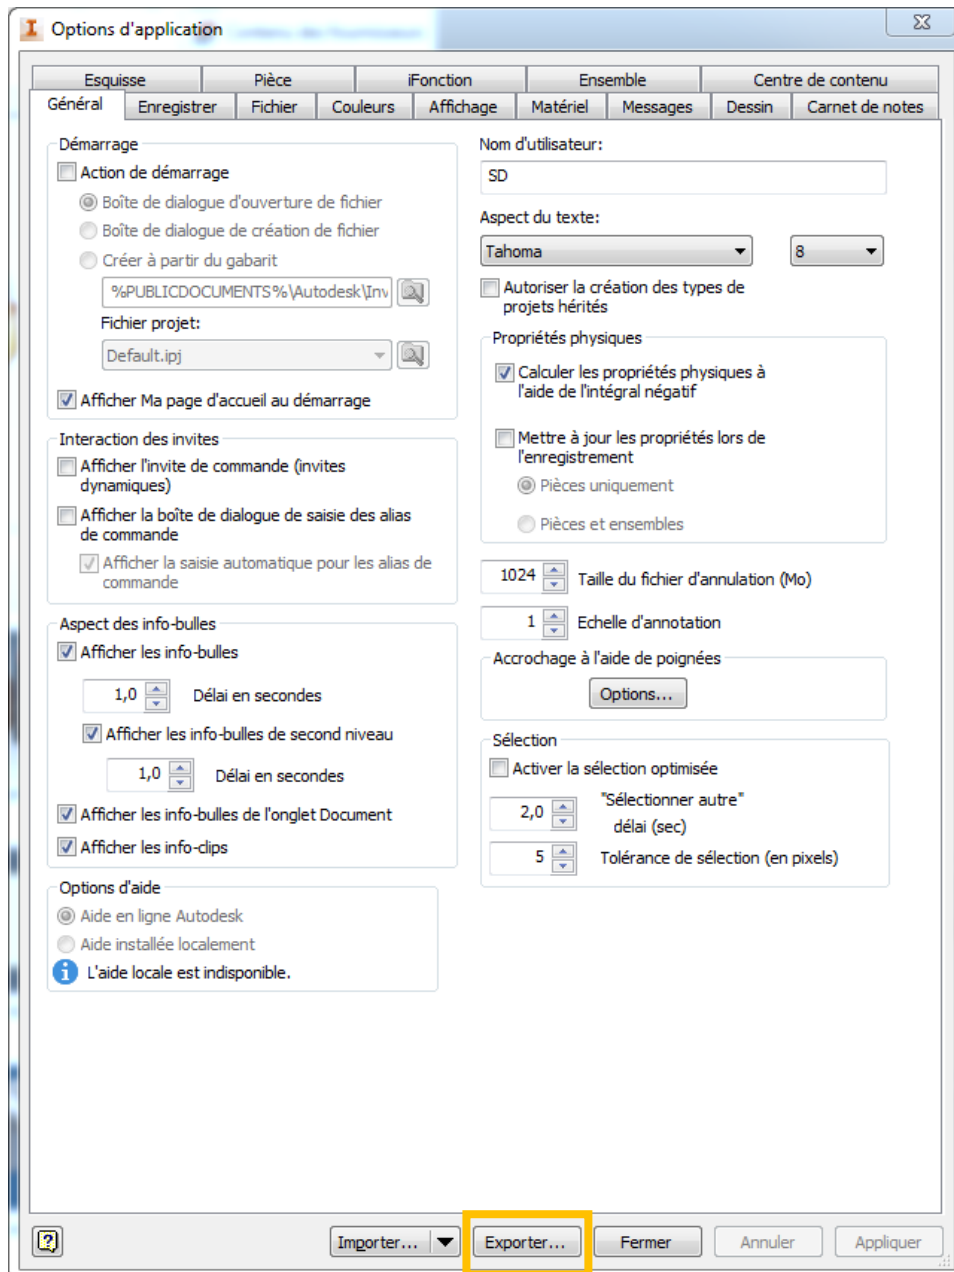 Options d'application
Esquisse Pièce iFonction Ensemble Centre de contenu
Général Enregistrer Fichier Couleurs Affichage Matériel Messages Dessin Carnet de notes
Démarrage
Action de démarrage
Boîte de dialogue d'ouverture de fichier
Boîte de dialogue de création de fichier
Créer à partir du gabarit
%PUBLICDOCUMENTS%\Autodesk\Inv
Fichier projet:
Default.ipj
Afficher Ma page d'accueil au démarrage
Interaction des invites
Afficher l'invite de commande (invites
dynamiques)
Afficher la boîte de dialogue de saisie des alias
de commande
Afficher la saisie automatique pour les alias de
commande
Aspect des info-bulles
Afficher les info-bulles
1,0 Délai en secondes
Afficher les info-bulles de second niveau
1,0 Délai en secondes
Afficher les info-bulles de l'onglet Document
Afficher les info-clips
Options d'aide
Aide en ligne Autodesk
Aide installée localement
L'aide locale est indisponible.
Nom d'utilisateur:
SD
Aspect du texte:
Tahoma 8
Autoriser la création des types de
projets hérités
Propriétés physiques
Calculer les propriétés physiques à
l'aide de l'intégral négatif
Mettre à jour les propriétés lors de
l'enregistrement
Pièces uniquement
Pièces et ensembles
1024 Taille du fichier d'annulation (Mo)
1 Echelle d'annotation
Accrochage à l'aide de poignées
Options...
Sélection
Activer la sélection optimisée
2,0 "Sélectionner autre"
délai (sec)
5 Tolérance de sélection (en pixels)
Importer... Exporter... Fermer Annuler Appliquer